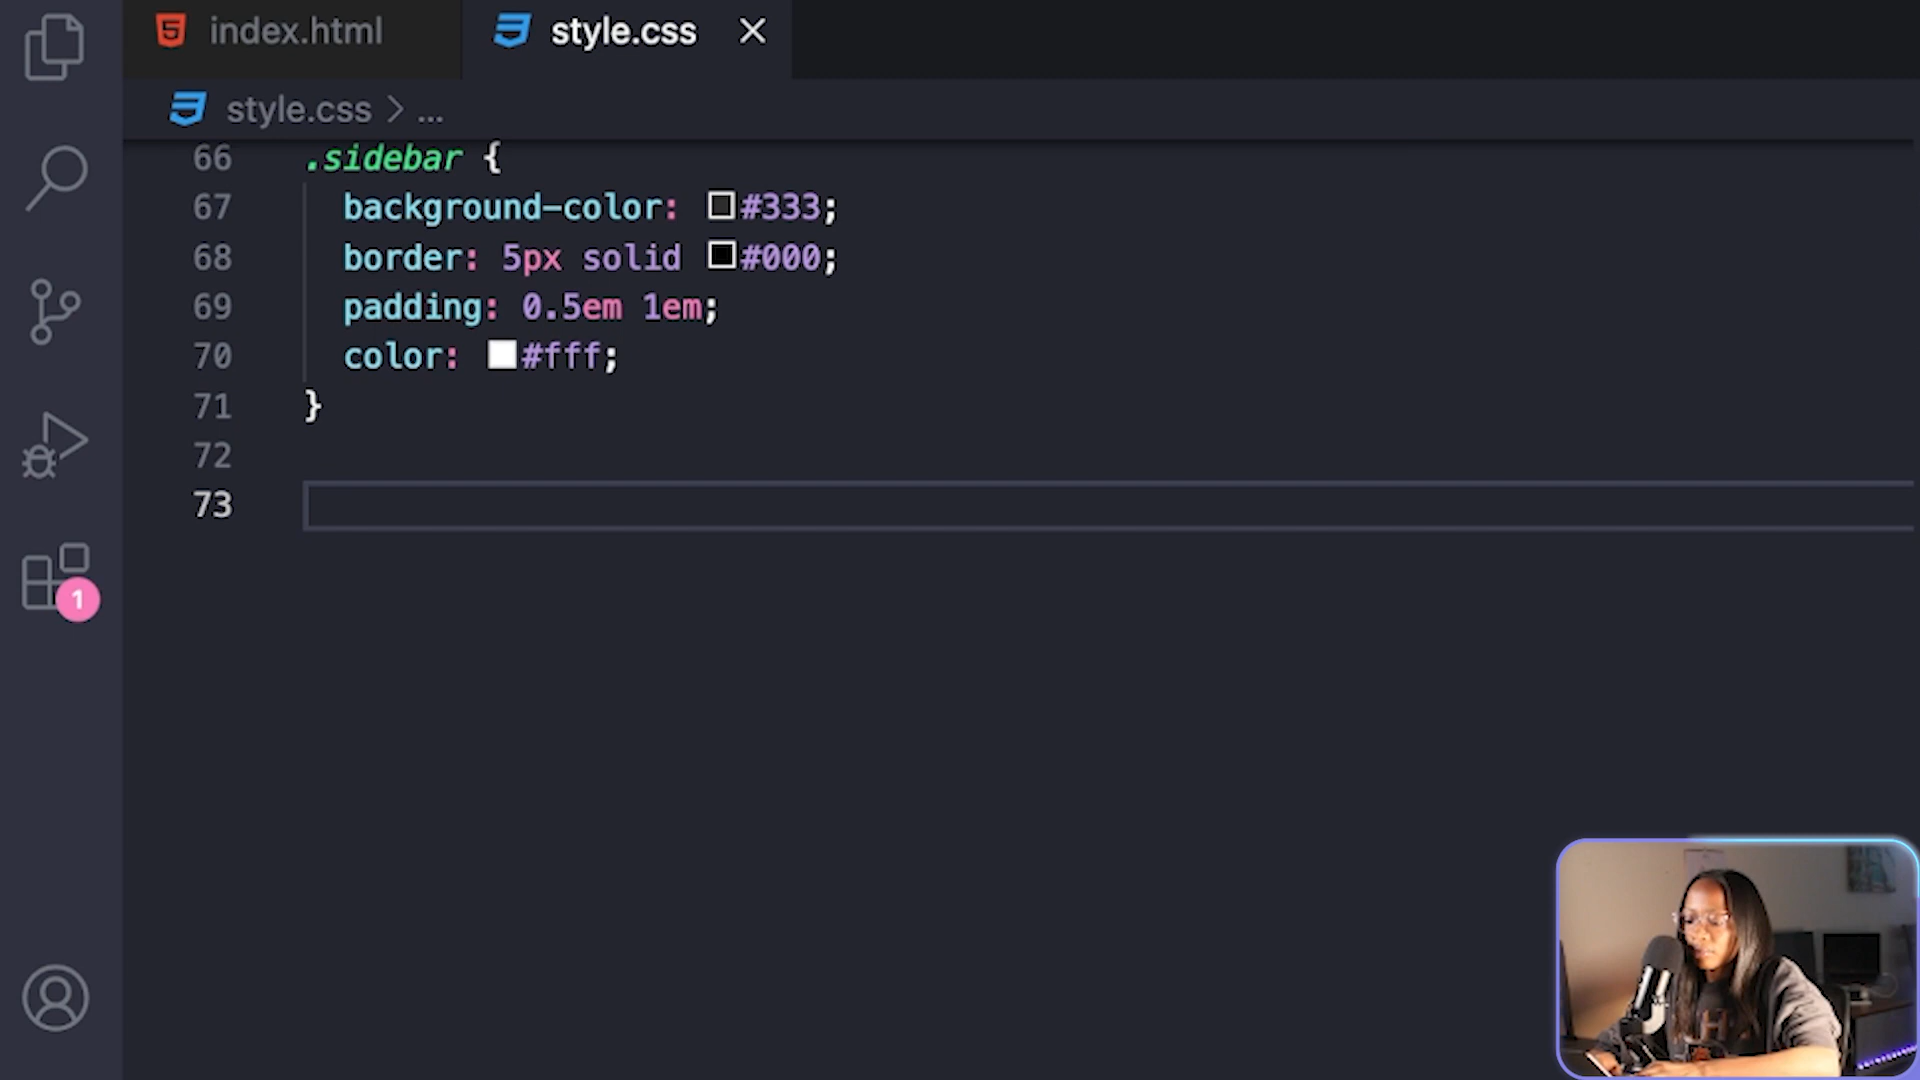 index.html
style.css
style.css > ...
66 .sidebar {
67 background-color: #333;
68 border: 5px solid #000;
69 padding: 0.5em 1em;
70 color: #fff;
71 }
72
73
1